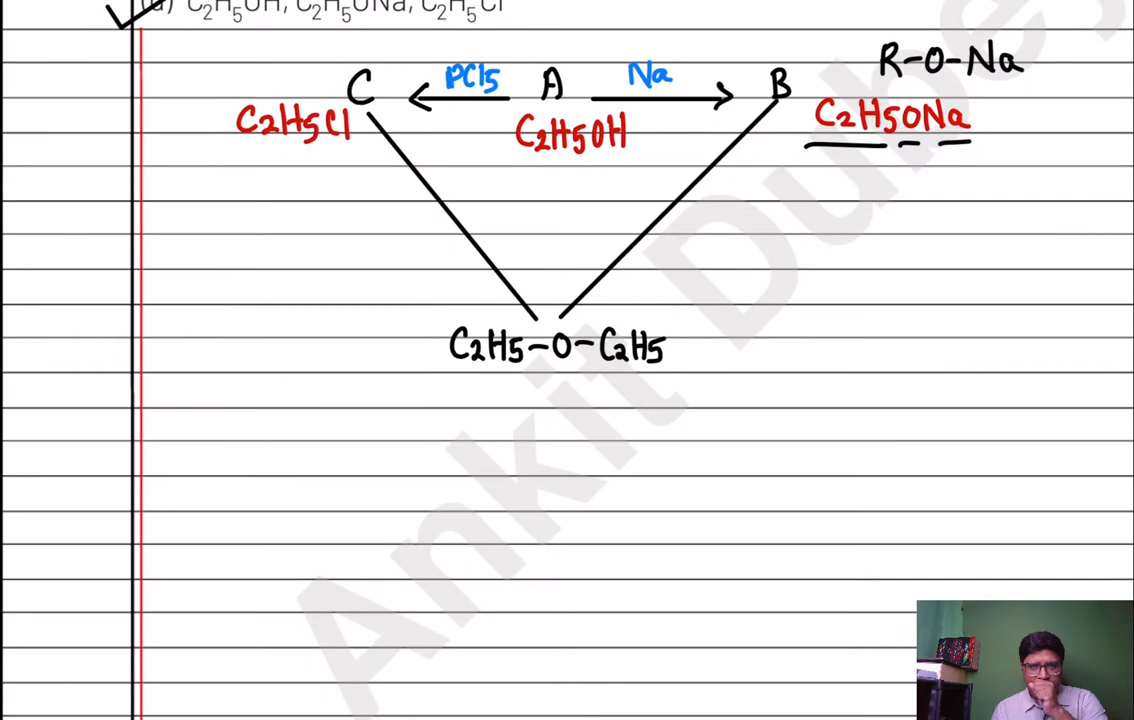 (d) C₂H₅OH, C₂H₅ONa, C₂H₅Cl
C ← PCl5 A Na → B R-O-Na
C2H5Cl C2H5OH C2H5ONa
C2H5-O-C2H5
Ankit Dubey